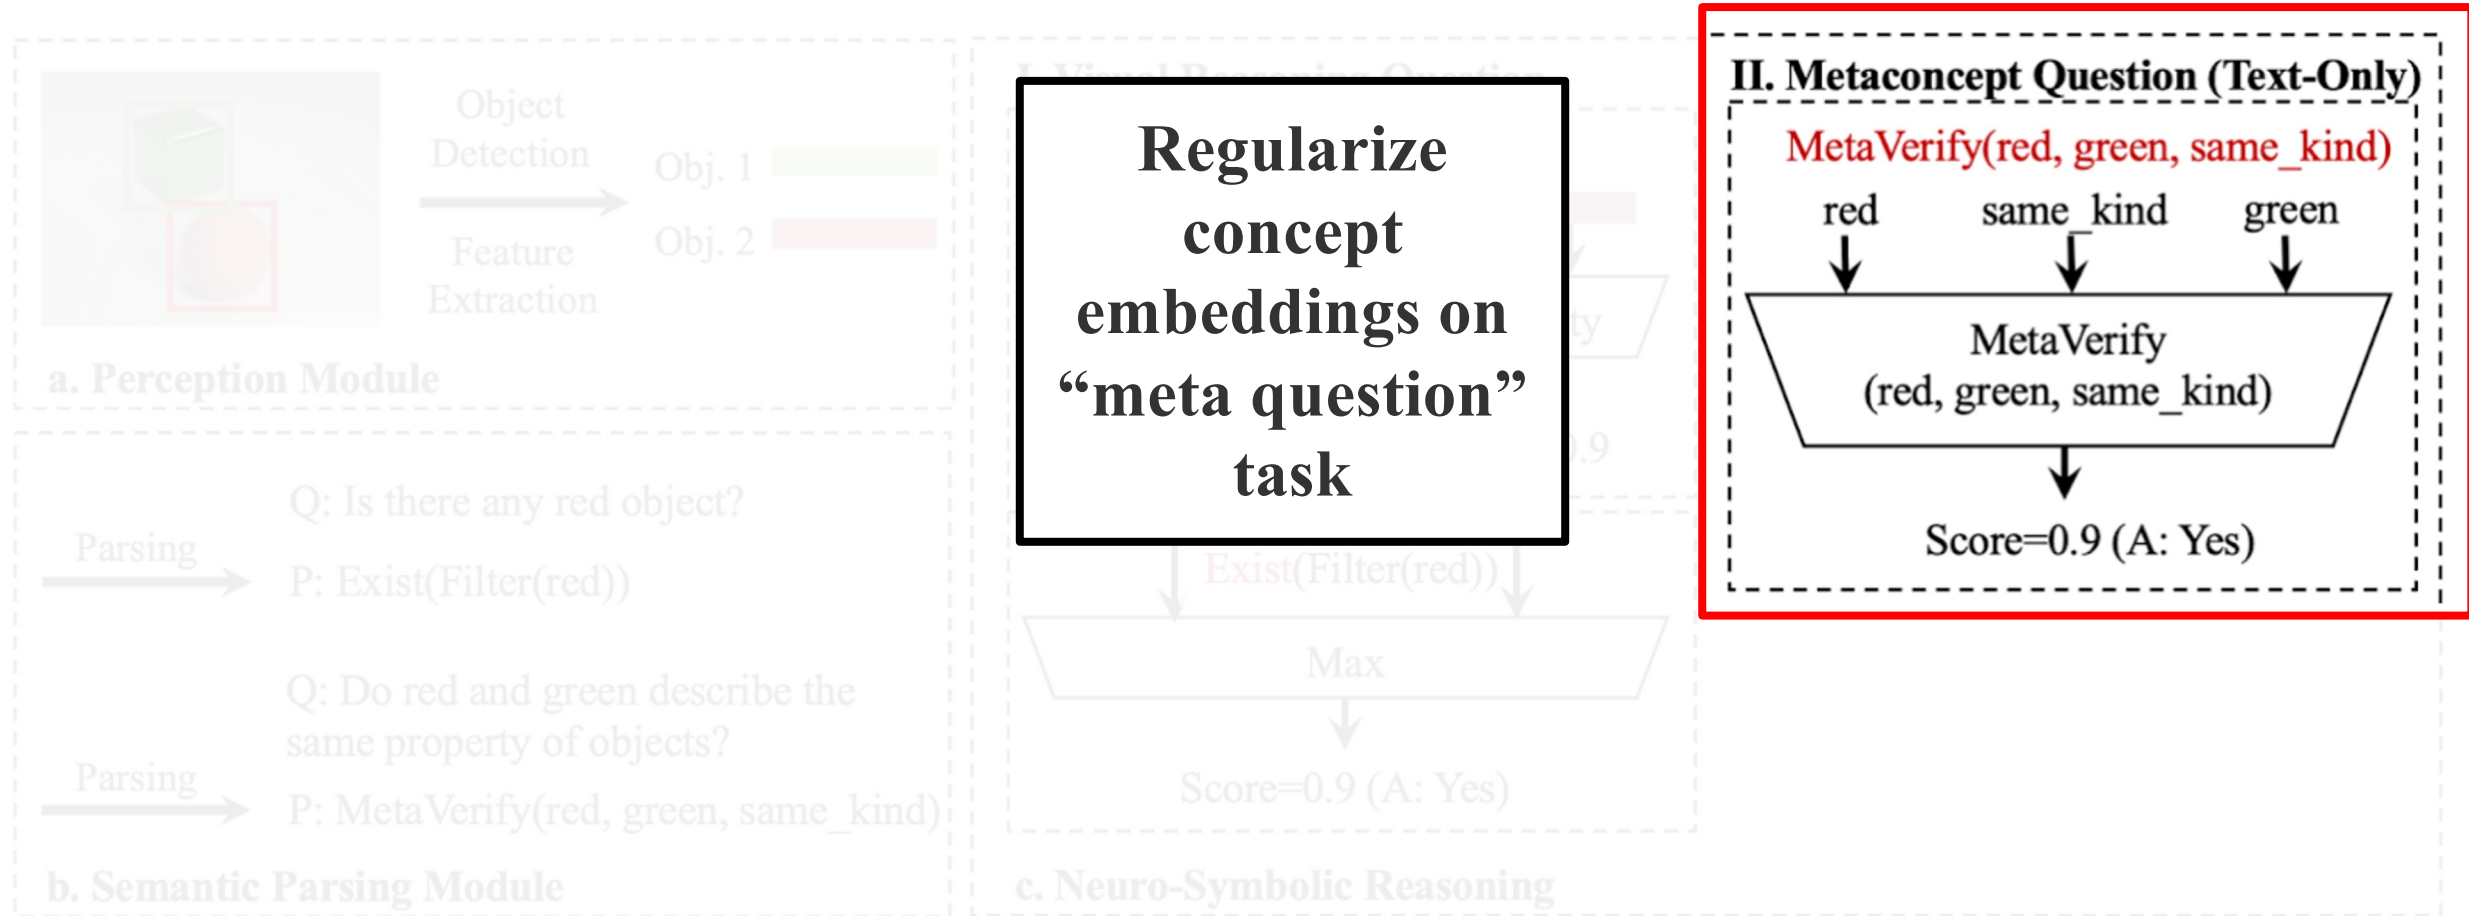 Object
Detection
Feature
Extraction
Obj. 1
Obj. 2
a. Perception Module
Parsing
Q: Is there any red object?
P: Exist(Filter(red))
Q: Do red and green describe the
same property of objects?
Parsing
P: MetaVerify(red, green, same_kind)
b. Semantic Parsing Module
Regularize
concept
embeddings on
“meta question”
task
Exist(Filter(red))
Max
Score=0.9 (A: Yes)
c. Neuro-Symbolic Reasoning
II. Metaconcept Question (Text-Only)
MetaVerify(red, green, same_kind)
red same_kind green
MetaVerify
(red, green, same_kind)
Score=0.9 (A: Yes)